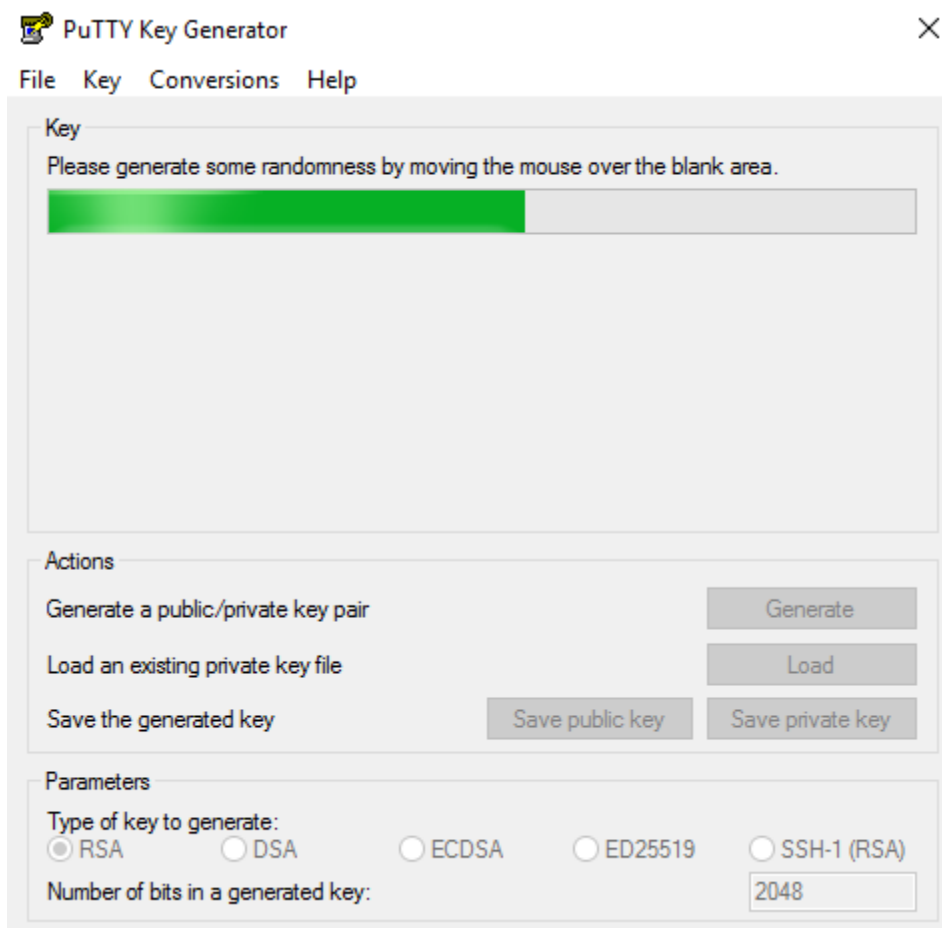 PuTTY Key Generator
File Key Conversions Help
Key
Please generate some randomness by moving the mouse over the blank area.
Actions
Generate a public/private key pair Generate
Load an existing private key file Load
Save the generated key Save public key Save private key
Parameters
Type of key to generate:
RSA DSA ECDSA ED25519 SSH-1 (RSA)
Number of bits in a generated key: 2048